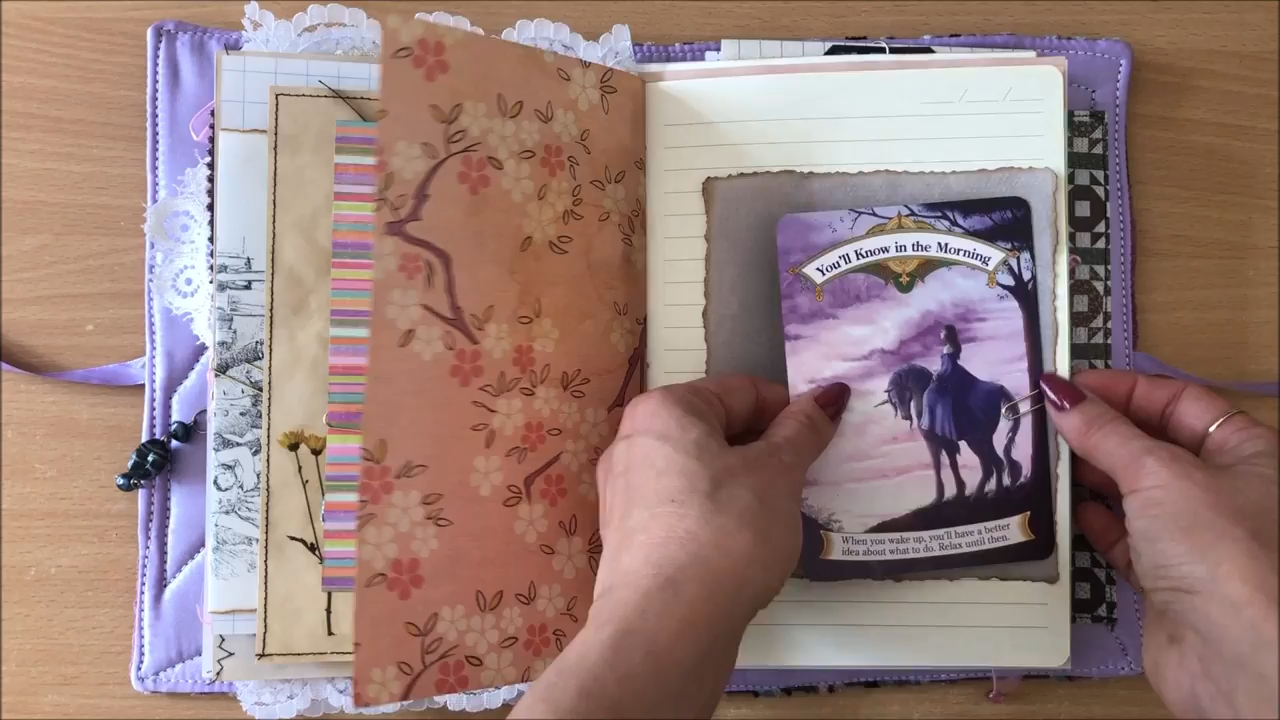 You'll Know in the Morning
When you wake up, you'll have a better
idea about what to do. Relax until then.